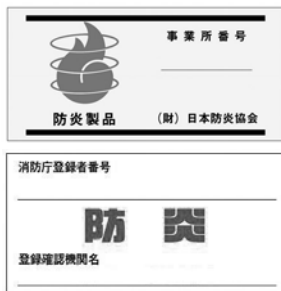 事業所番号
防炎製品
（財）日本防炎協会
消防庁登録者番号
防炎
登録確認機関名